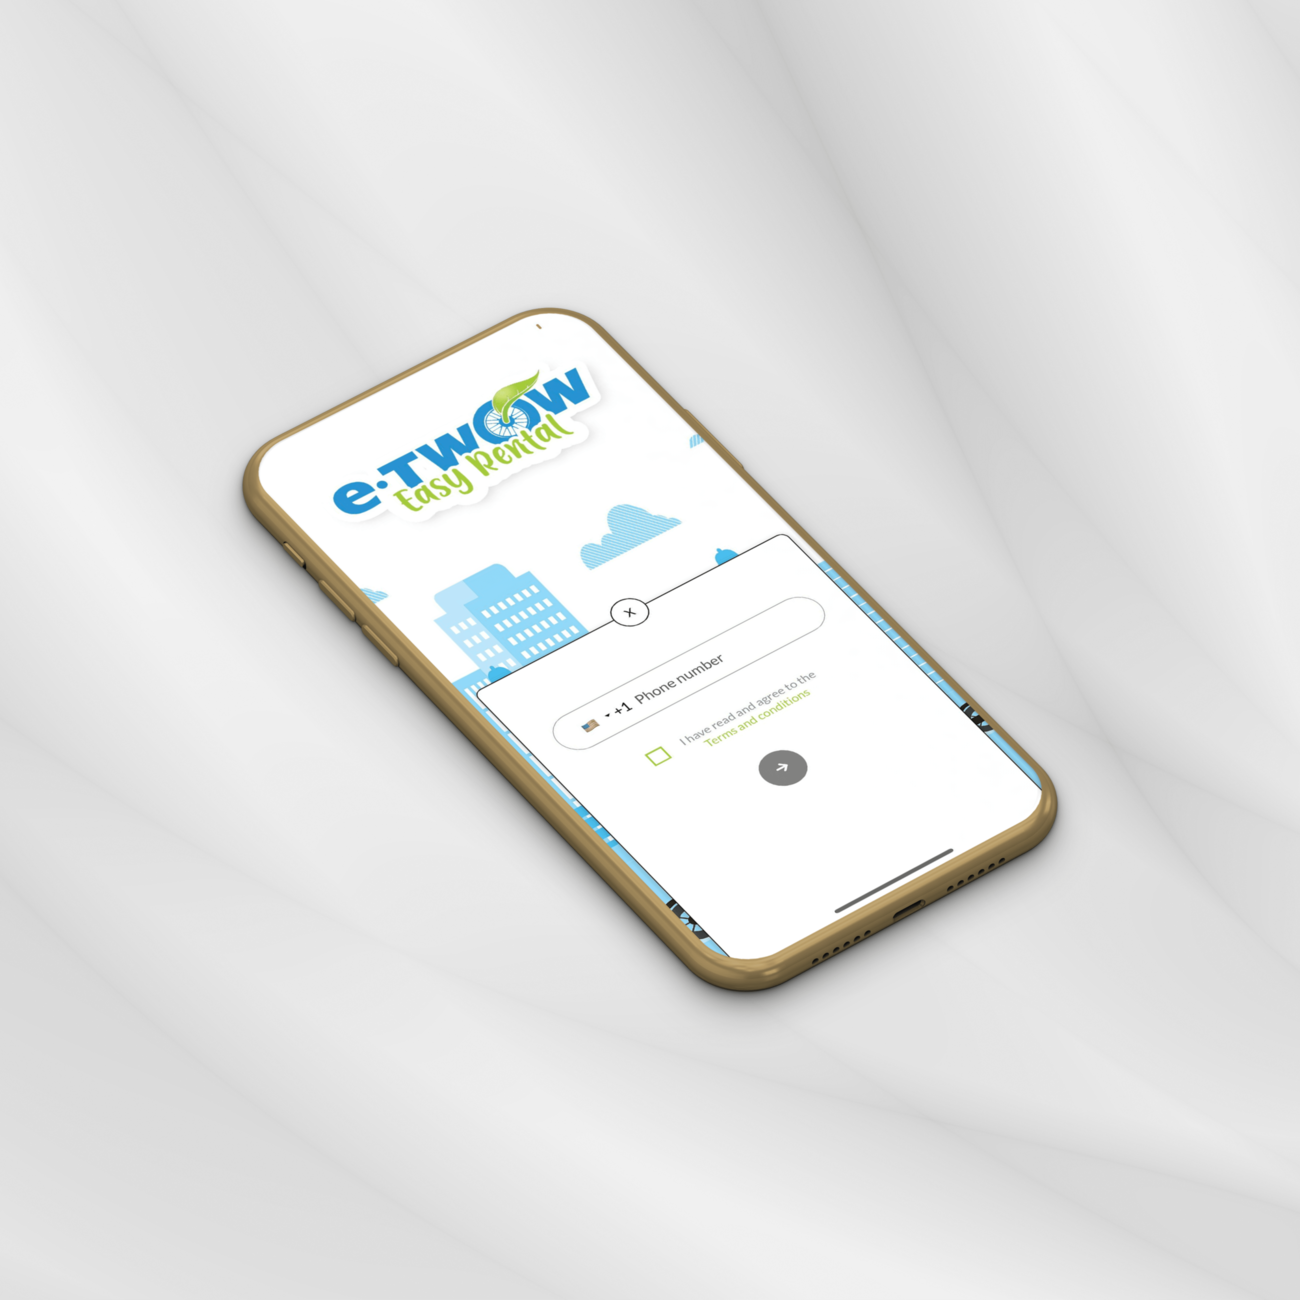 e·TWOW
Easy Rental
x
+1 Phone number
I have read and agree to the
Terms and conditions